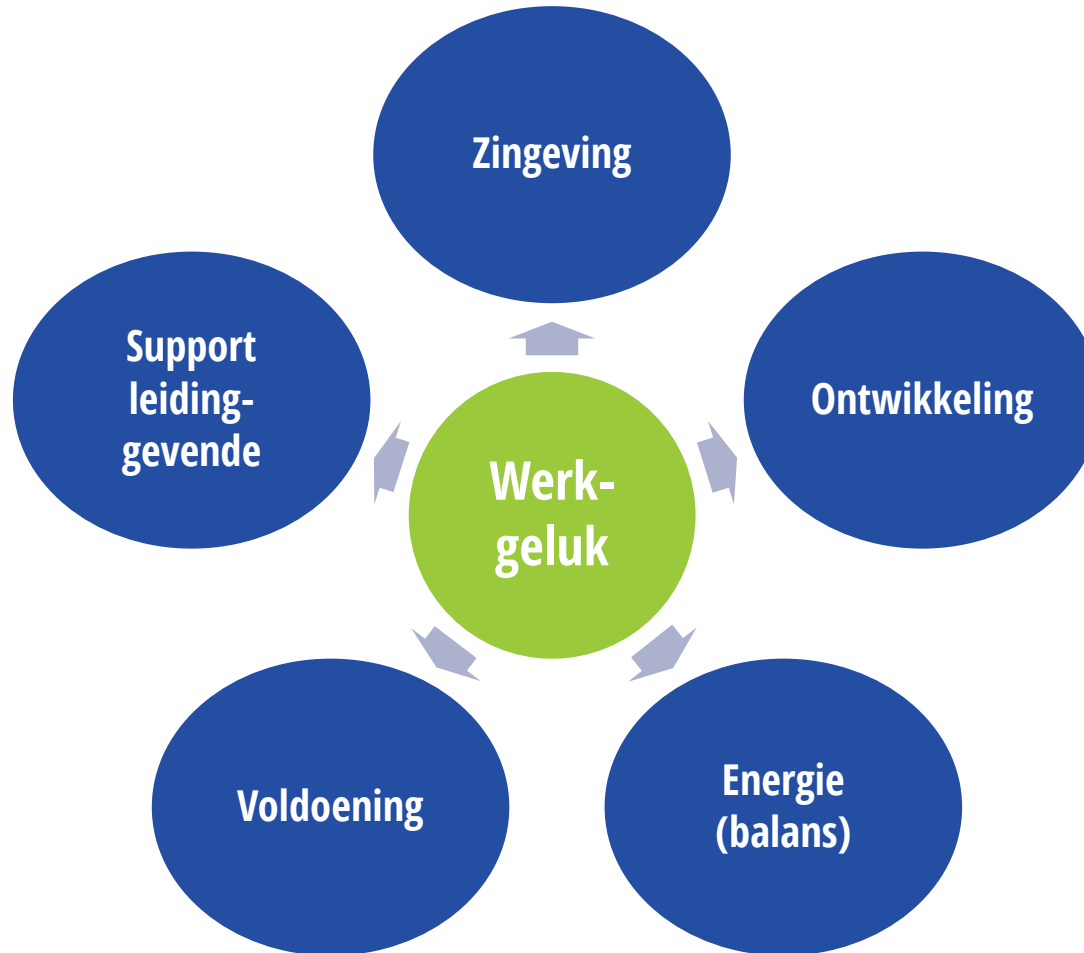 Zingeving
Support
leiding-
gevende
Ontwikkeling
Werk-
geluk
Voldoening
Energie
(balans)